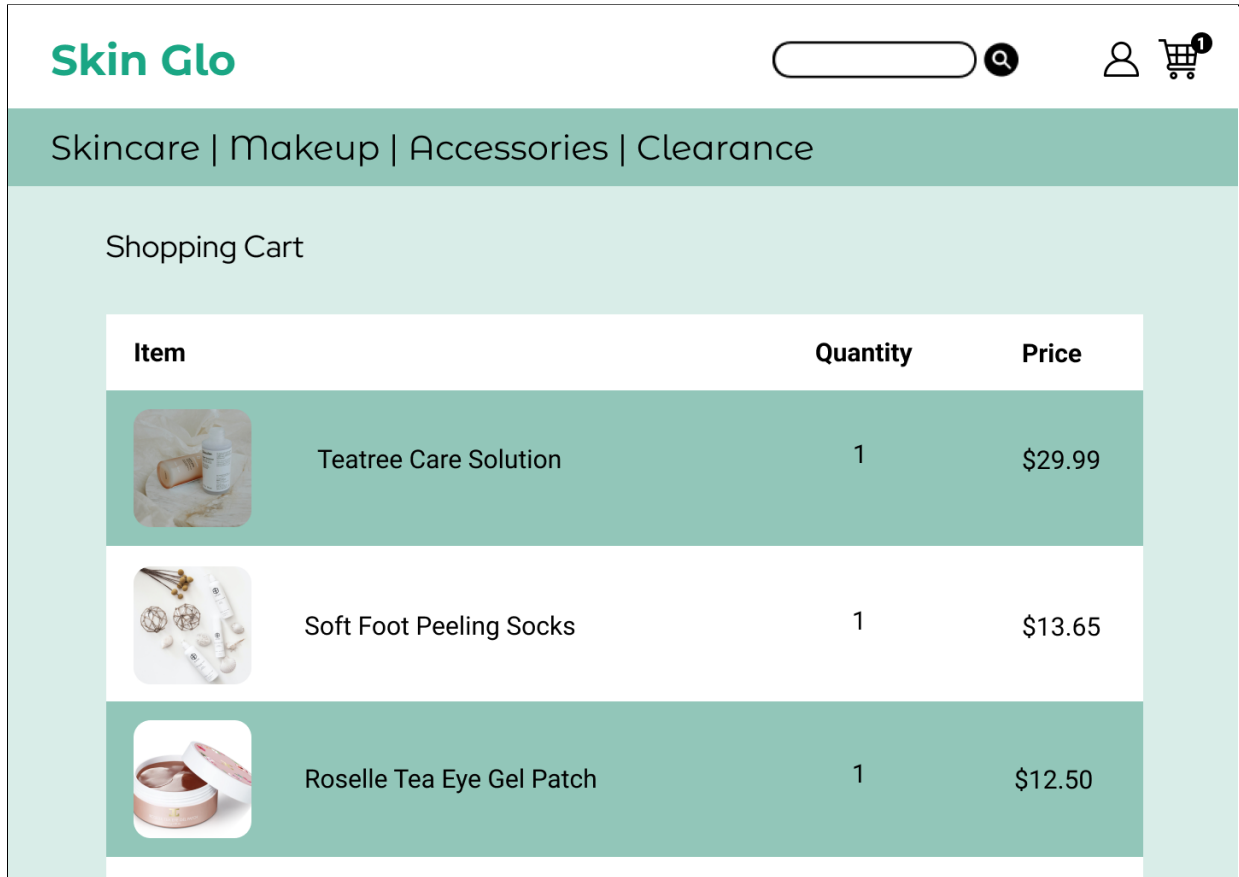 Skin Glo
1
Skincare | Makeup | Accessories | Clearance
Shopping Cart
Item Quantity Price
Teatree Care Solution 1 $29.99
Soft Foot Peeling Socks 1 $13.65
Roselle Tea Eye Gel Patch 1 $12.50